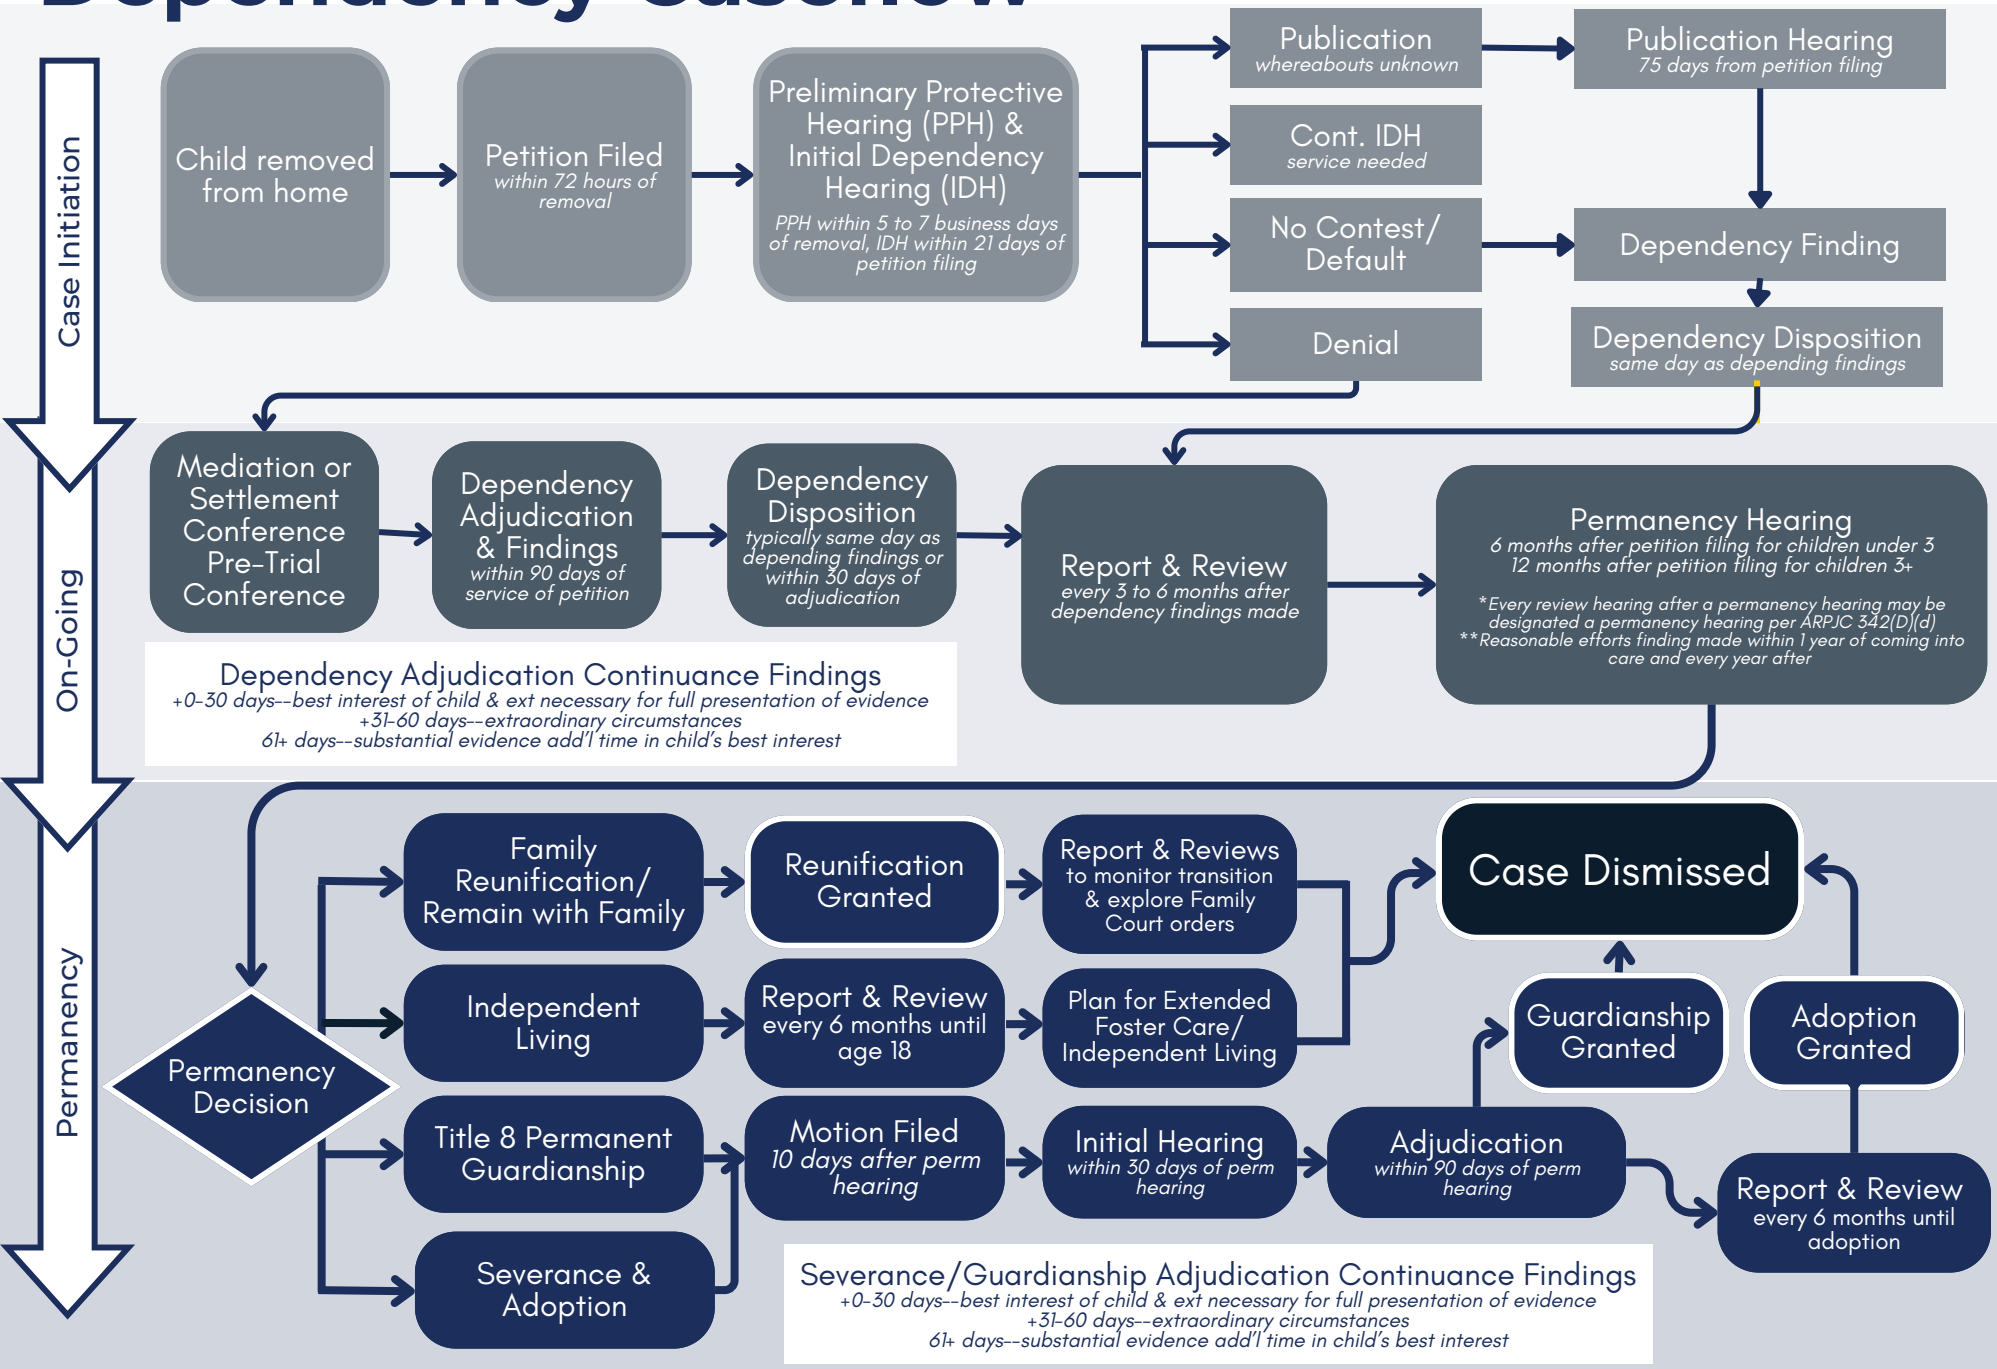 Dependency Caseflow
Case Initiation
Child removed
from home
Petition Filed
within 72 hours of
removal
Preliminary Protective
Hearing (PPH) &
Initial Dependency
Hearing (IDH)
PPH within 5 to 7 business days
of removal, IDH within 21 days of
petition filing
Publication
whereabouts unknown
Publication Hearing
75 days from petition filing
Cont. IDH
service needed
No Contest/
Default
Dependency Finding
Denial
Dependency Disposition
same day as depending findings
On-Going
Mediation or
Settlement
Conference
Pre-Trial
Conference
Dependency
Adjudication
& Findings
within 90 days of
service of petition
Dependency
Disposition
typically same day as
depending findings or
within 30 days of
adjudication
Report & Review
every 3 to 6 months after
dependency findings made
Permanency Hearing
6 months after petition filing for children under 3
12 months after petition filing for children 3+
*Every review hearing after a permanency hearing may be
designated a permanency hearing per ARPJC 342(D)(d)
**Reasonable efforts finding made within 1 year of coming into
care and every year after
Dependency Adjudication Continuance Findings
+0-30 days--best interest of child & ext necessary for full presentation of evidence
+31-60 days--extraordinary circumstances
61+ days--substantial evidence add'l time in child's best interest
Permanency
Permanency
Decision
Family
Reunification/
Remain with Family
Reunification
Granted
Report & Reviews
to monitor transition
& explore Family
Court orders
Case Dismissed
Independent
Living
Report & Review
every 6 months until
age 18
Plan for Extended
Foster Care/
Independent Living
Guardianship
Granted
Adoption
Granted
Title 8 Permanent
Guardianship
Motion Filed
10 days after perm
hearing
Initial Hearing
within 30 days of perm
hearing
Adjudication
within 90 days of perm
hearing
Report & Review
every 6 months until
adoption
Severance &
Adoption
Severance/Guardianship Adjudication Continuance Findings
+0-30 days--best interest of child & ext necessary for full presentation of evidence
+31-60 days--extraordinary circumstances
61+ days--substantial evidence add'l time in child's best interest